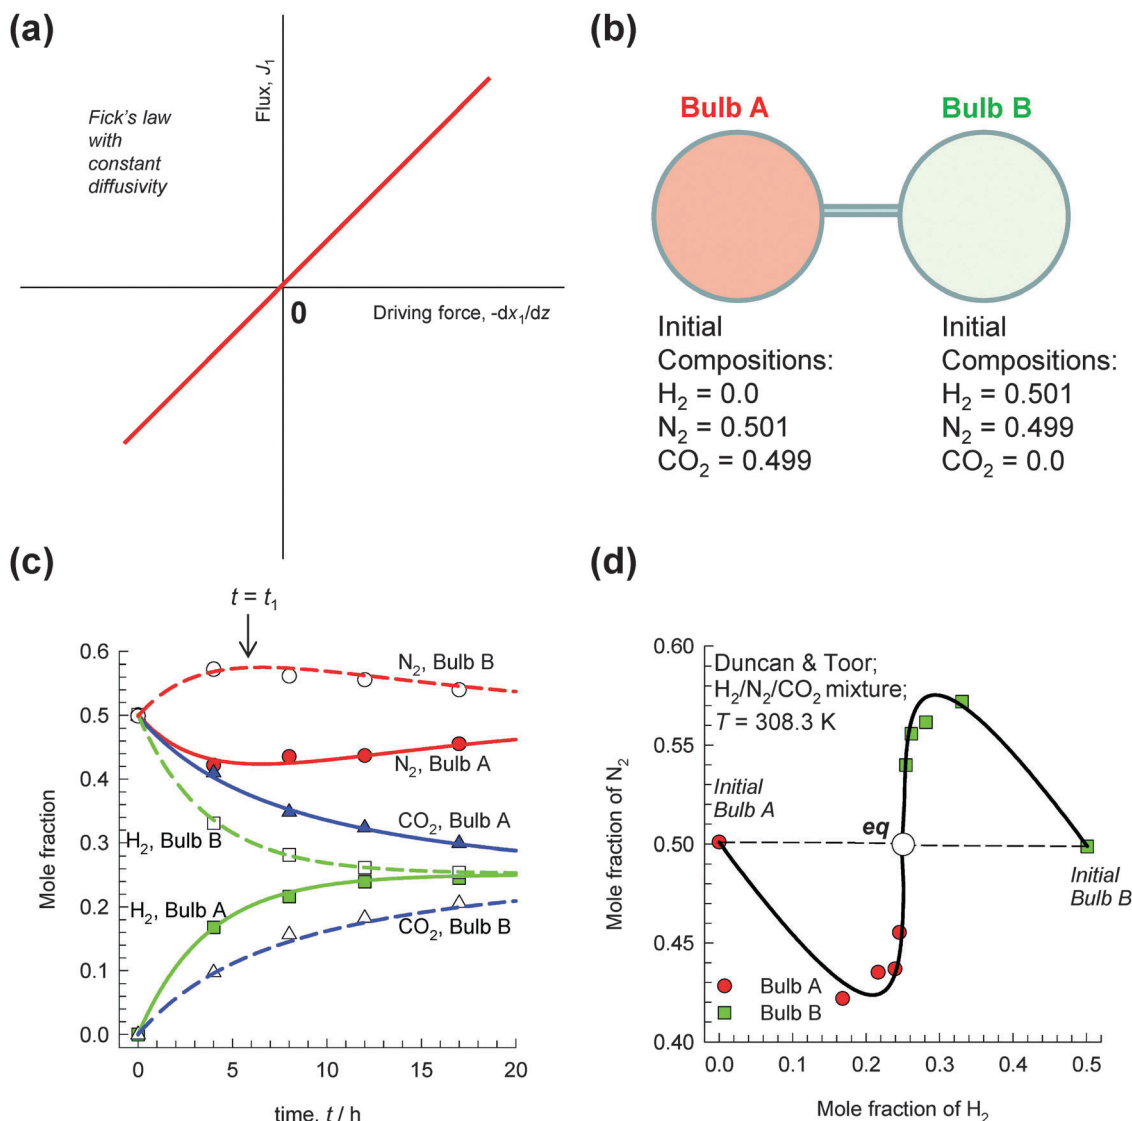 (a)
Flux, J₁
Fick's law
with
constant
diffusivity
0
Driving force, -dx₁/dz
(b)
Bulb A
Bulb B
Initial
Compositions:
H₂ = 0.0
N₂ = 0.501
CO₂ = 0.499
Initial
Compositions:
H₂ = 0.501
N₂ = 0.499
CO₂ = 0.0
(c)
t = t₁
Mole fraction
0.6
0.5
0.4
0.3
0.2
0.1
0.0
N₂, Bulb B
N₂, Bulb A
CO₂, Bulb A
H₂, Bulb B
H₂, Bulb A
CO₂, Bulb B
0 5 10 15 20
time, t / h
(d)
Mole fraction of N₂
0.60
0.55
0.50
0.45
0.40
Duncan & Toor;
H₂/N₂/CO₂ mixture;
T = 308.3 K
Initial
Bulb A
eq
Initial
Bulb B
Bulb A
Bulb B
0.0 0.1 0.2 0.3 0.4 0.5
Mole fraction of H₂